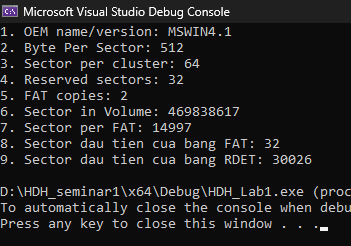 Microsoft Visual Studio Debug Console
1. OEM name/version: MSWIN4.1
2. Byte Per Sector: 512
3. Sector per cluster: 64
4. Reserved sectors: 32
5. FAT copies: 2
6. Sector in Volume: 469838617
7. Sector per FAT: 14997
8. Sector dau tien cua bang FAT: 32
9. Sector dau tien cua bang RDET: 30026
D:\HDH_seminar1\x64\Debug\HDH_Lab1.exe (proc
To automatically close the console when debu
Press any key to close this window . . .